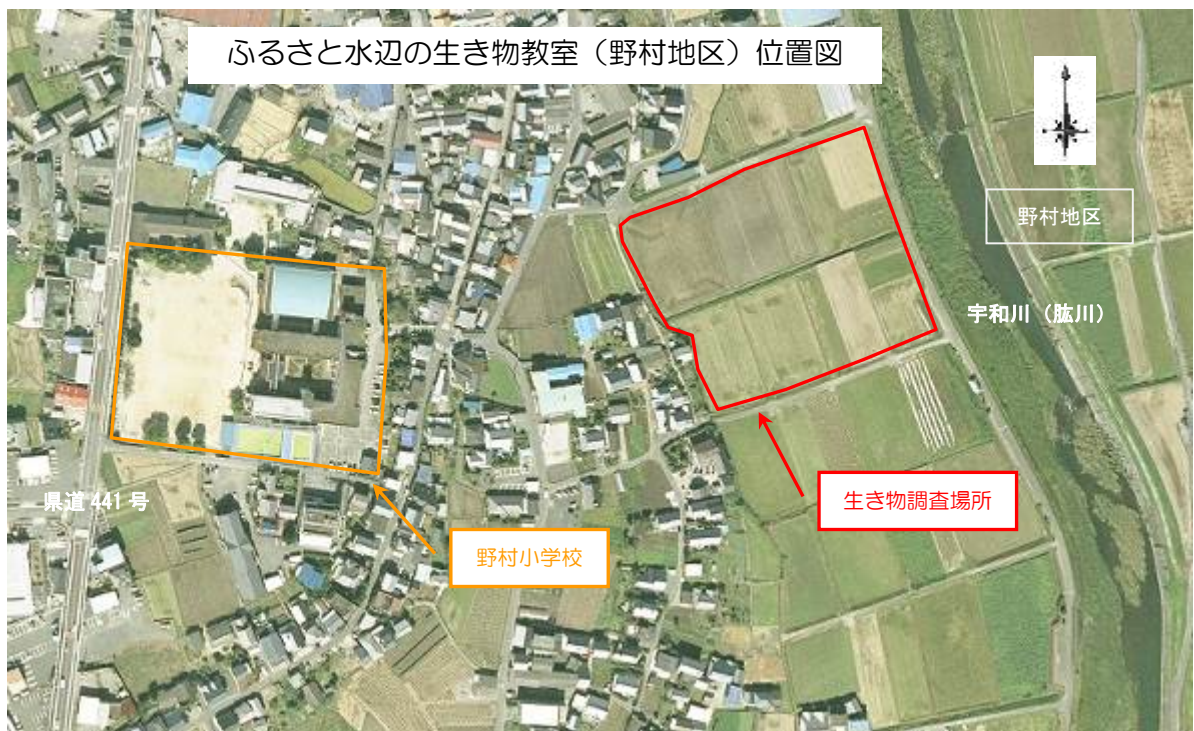 ふるさと水辺の生き物教室（野村地区）位置図
野村地区
宇和川（肱川）
県道 441 号
生き物調査場所
野村小学校